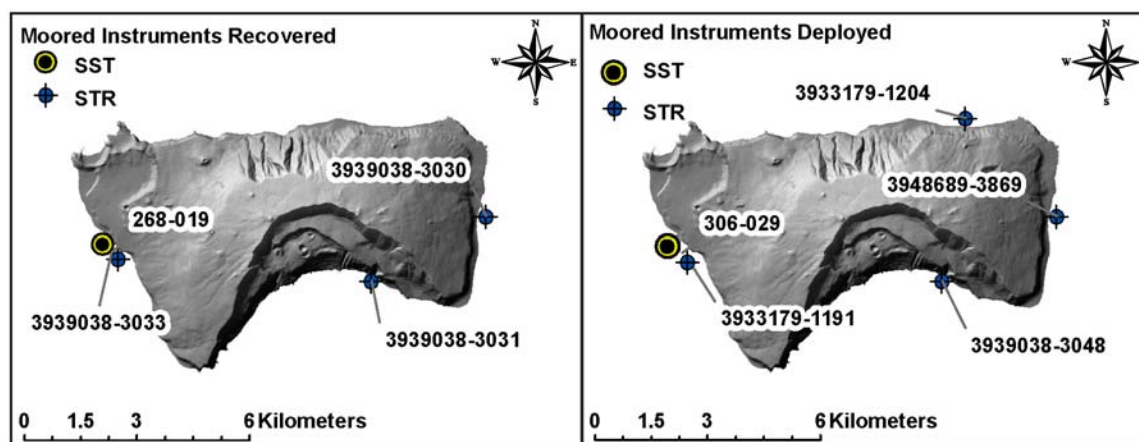 Moored Instruments Recovered
SST
STR
N
W
E
S
3939038-3030
268-019
3939038-3033
3939038-3031
0 1.5 3 6 Kilometers
Moored Instruments Deployed
SST
STR
N
W
E
S
3933179-1204
3948689-3869
306-029
3933179-1191
3939038-3048
0 1.5 3 6 Kilometers